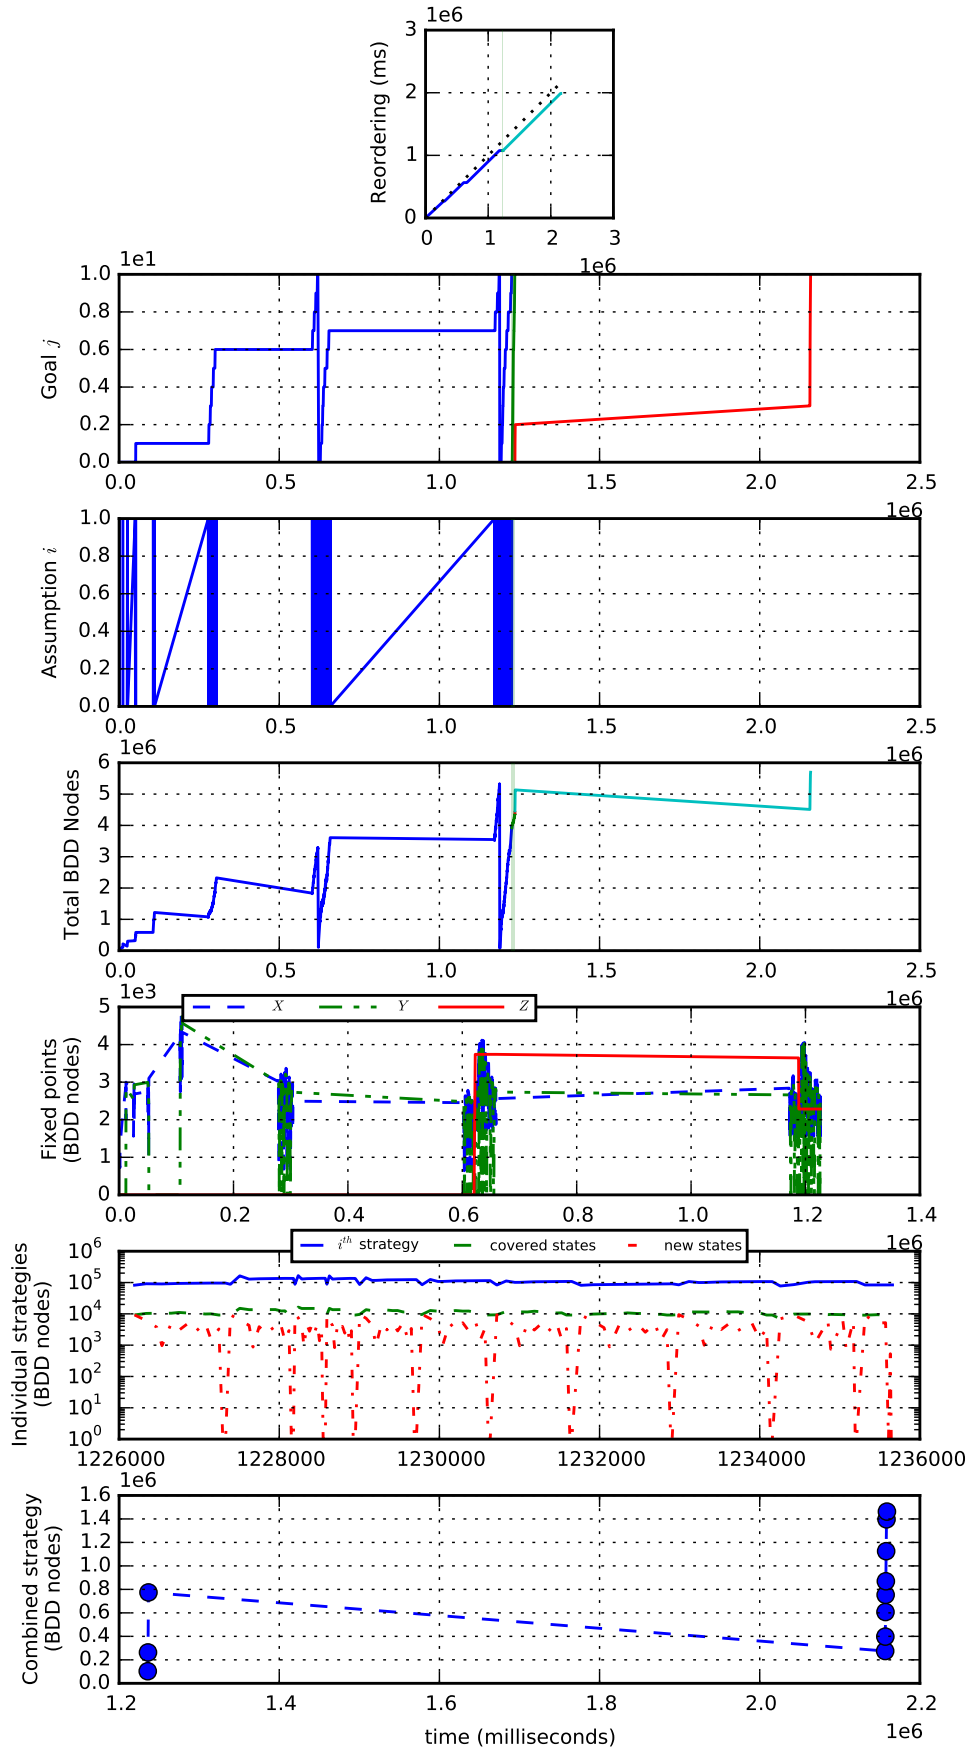 1e6
3
2
1
0
Reordering (ms)
0 1 2 3
1e6
1e1
1.0
0.8
0.6
0.4
0.2
0.0
Goal j
0.0 0.5 1.0 1.5 2.0 2.5
1e6
1.0
0.8
0.6
0.4
0.2
0.0
Assumption i
0.0 0.5 1.0 1.5 2.0 2.5
1e6
1e6
6
5
4
3
2
1
0
Total BDD Nodes
0.0 0.5 1.0 1.5 2.0 2.5
1e6
1e3
X Y Z
5
4
3
2
1
0
Fixed points
(BDD nodes)
0.0 0.2 0.4 0.6 0.8 1.0 1.2 1.4
1e6
i^th strategy covered states new states
10^6
10^5
10^4
10^3
10^2
10^1
10^0
Individual strategies
(BDD nodes)
1226000 1228000 1230000 1232000 1234000 1236000
1e6
1.6
1.4
1.2
1.0
0.8
0.6
0.4
0.2
0.0
Combined strategy
(BDD nodes)
1.2 1.4 1.6 1.8 2.0 2.2
time (milliseconds)
1e6